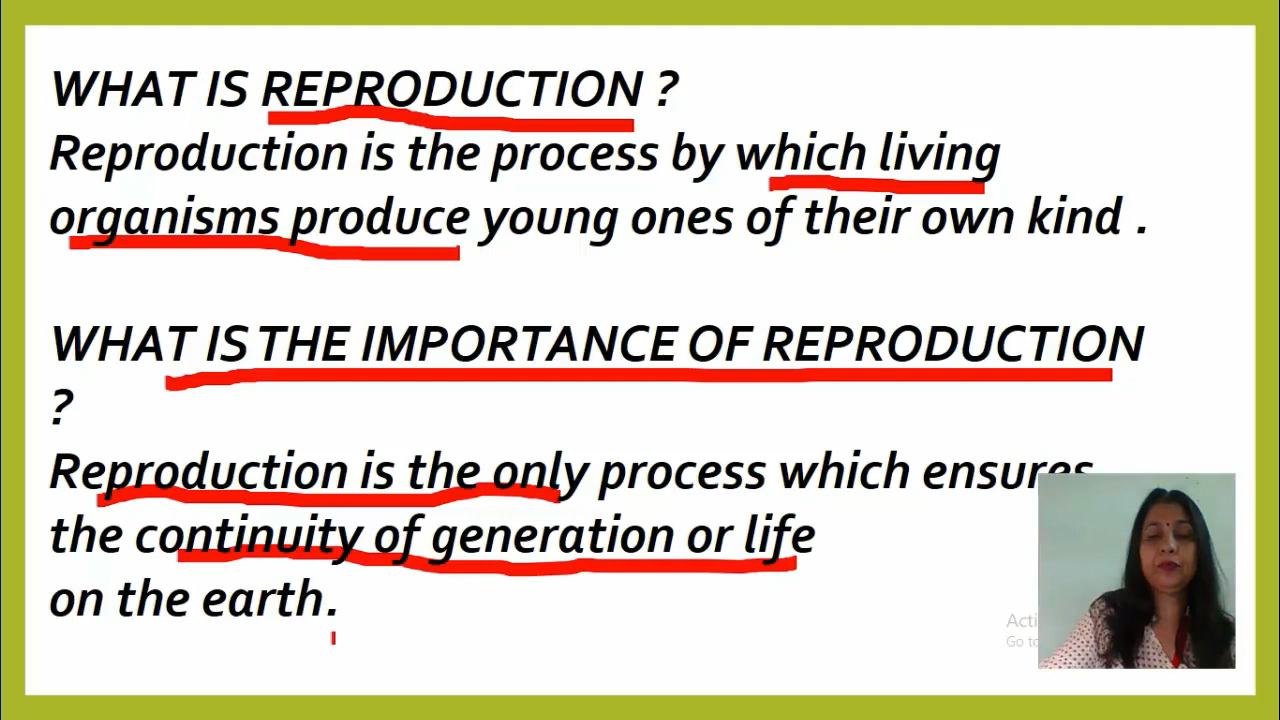 WHAT IS REPRODUCTION ?
Reproduction is the process by which living
organisms produce young ones of their own kind .
WHAT IS THE IMPORTANCE OF REPRODUCTION
?
Reproduction is the only process which ensures
the continuity of generation or life
on the earth.
Go to